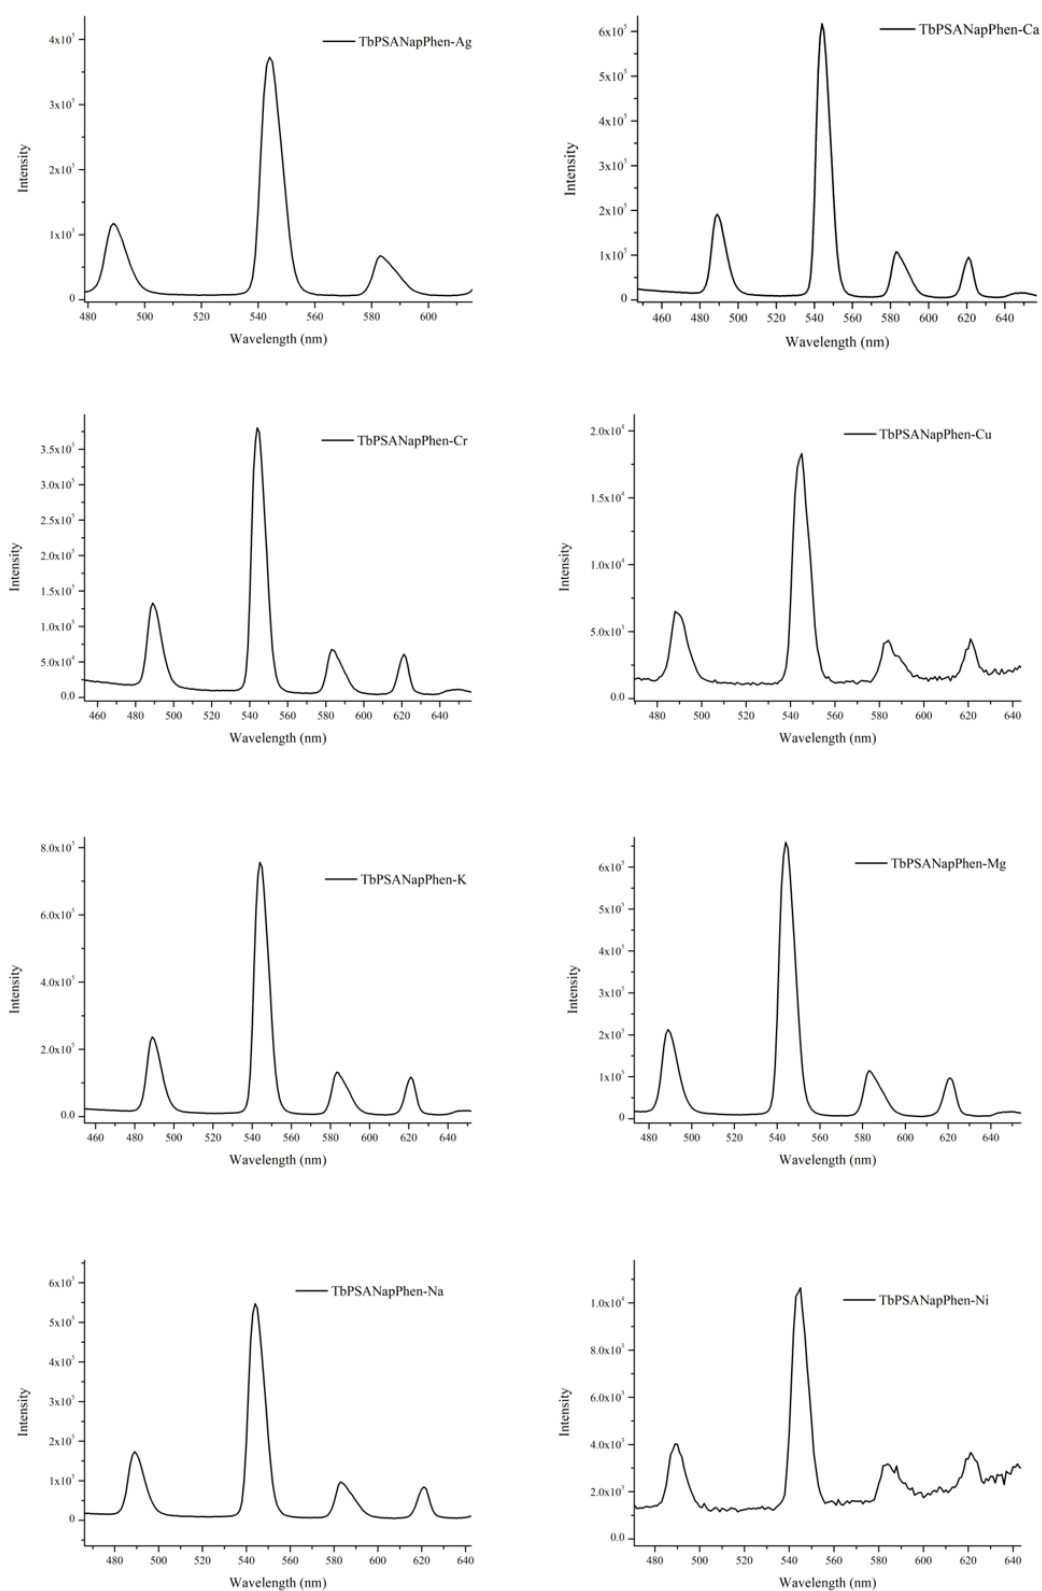 TbPSANapPhen-Ag
4x10⁵
3x10⁵
2x10⁵
1x10⁵
0
Intensity
480 500 520 540 560 580 600
Wavelength (nm)
TbPSANapPhen-Ca
6x10⁵
5x10⁵
4x10⁵
3x10⁵
2x10⁵
1x10⁵
0
Intensity
460 480 500 520 540 560 580 600 620 640
Wavelength (nm)
TbPSANapPhen-Cr
3.5x10⁵
3.0x10⁵
2.5x10⁵
2.0x10⁵
1.5x10⁵
1.0x10⁵
5.0x10⁴
0.0
Intensity
460 480 500 520 540 560 580 600 620 640
Wavelength (nm)
TbPSANapPhen-Cu
2.0x10⁴
1.5x10⁴
1.0x10⁴
5.0x10³
0.0
Intensity
480 500 520 540 560 580 600 620 640
Wavelength (nm)
TbPSANapPhen-K
8.0x10⁵
6.0x10⁵
4.0x10⁵
2.0x10⁵
0.0
Intensity
460 480 500 520 540 560 580 600 620 640
Wavelength (nm)
TbPSANapPhen-Mg
6x10⁵
5x10⁵
4x10⁵
3x10⁵
2x10⁵
1x10⁵
0
Intensity
480 500 520 540 560 580 600 620 640
Wavelength (nm)
TbPSANapPhen-Na
6x10⁵
5x10⁵
4x10⁵
3x10⁵
2x10⁵
1x10⁵
0
Intensity
480 500 520 540 560 580 600 620 640
Wavelength (nm)
TbPSANapPhen-Ni
1.0x10⁴
8.0x10³
6.0x10³
4.0x10³
2.0x10³
0.0
Intensity
480 500 520 540 560 580 600 620 640
Wavelength (nm)